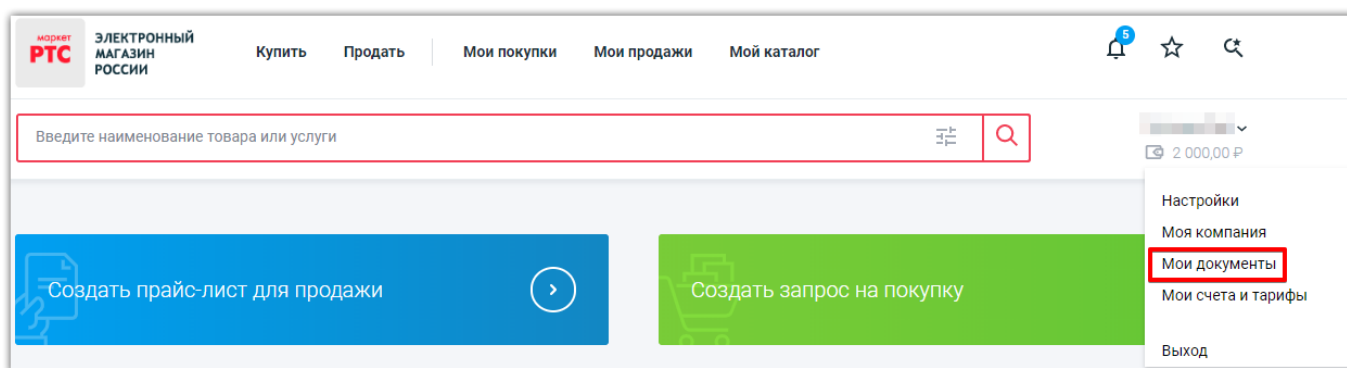 маркет
РТС
ЭЛЕКТРОННЫЙ
МАГАЗИН
РОССИИ
Купить
Продать
Мои покупки
Мои продажи
Мой каталог
5
Введите наименование товара или услуги
2 000,00 ₽
Настройки
Моя компания
Мои документы
Мои счета и тарифы
Выход
Создать прайс-лист для продажи
Создать запрос на покупку